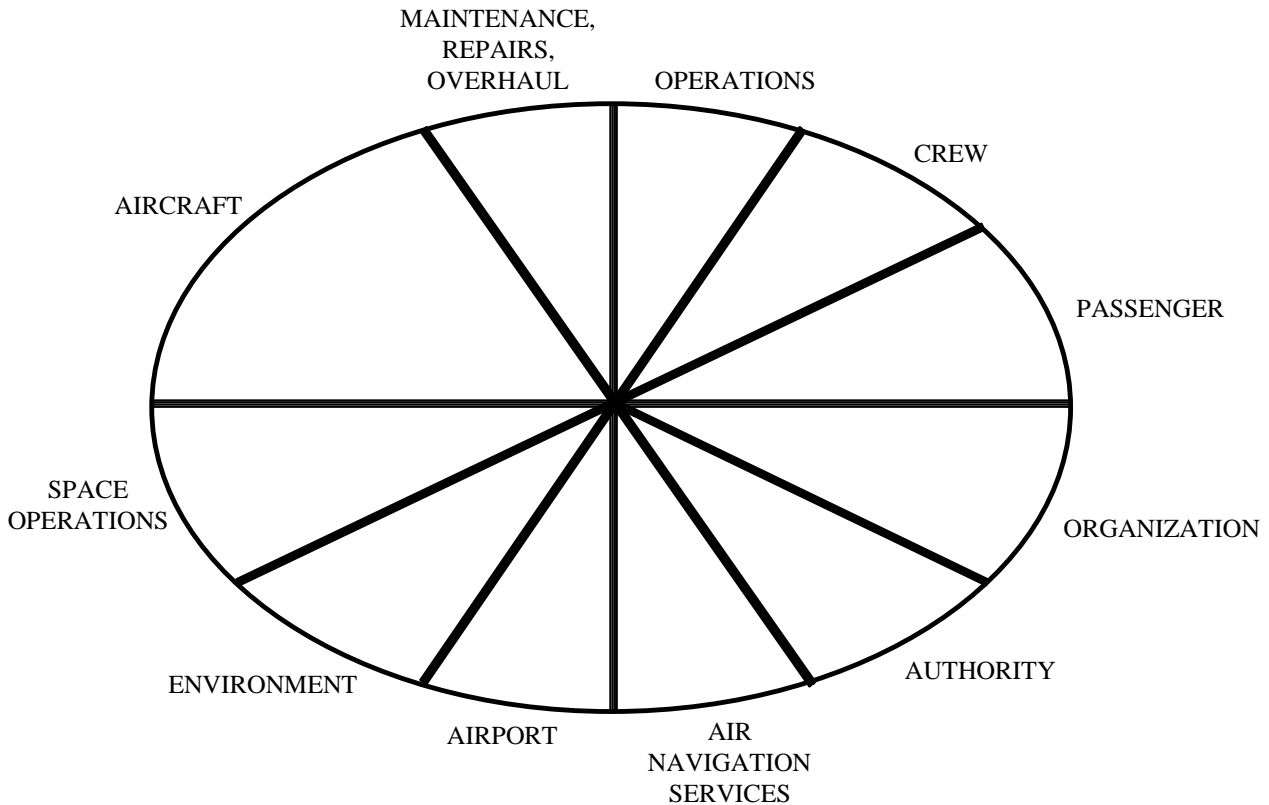 MAINTENANCE,
REPAIRS,
OVERHAUL
OPERATIONS
CREW
AIRCRAFT
PASSENGER
SPACE
OPERATIONS
ORGANIZATION
AUTHORITY
ENVIRONMENT
AIRPORT
AIR
NAVIGATION
SERVICES